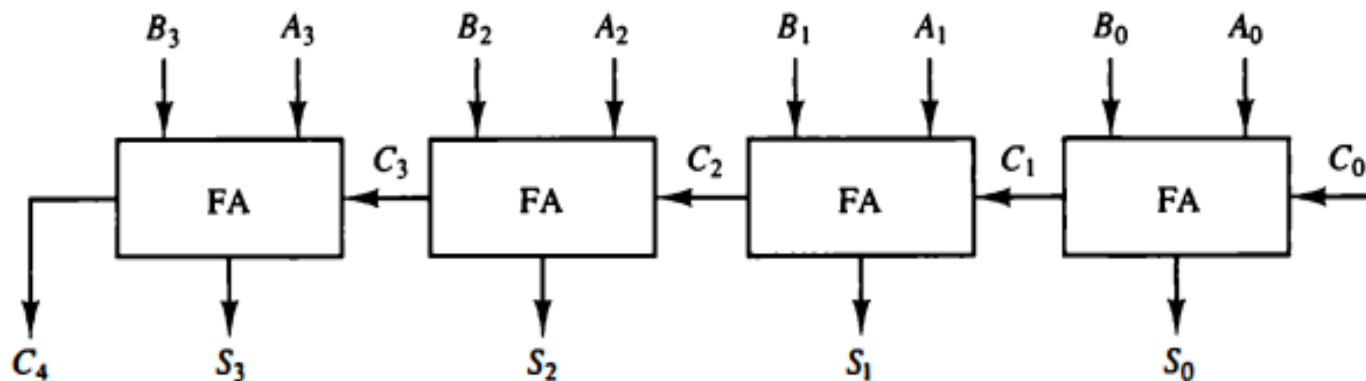 B₃ A₃ B₂ A₂ B₁ A₁ B₀ A₀
C₃ C₂ C₁ C₀
FA FA FA FA
C₄ S₃ S₂ S₁ S₀